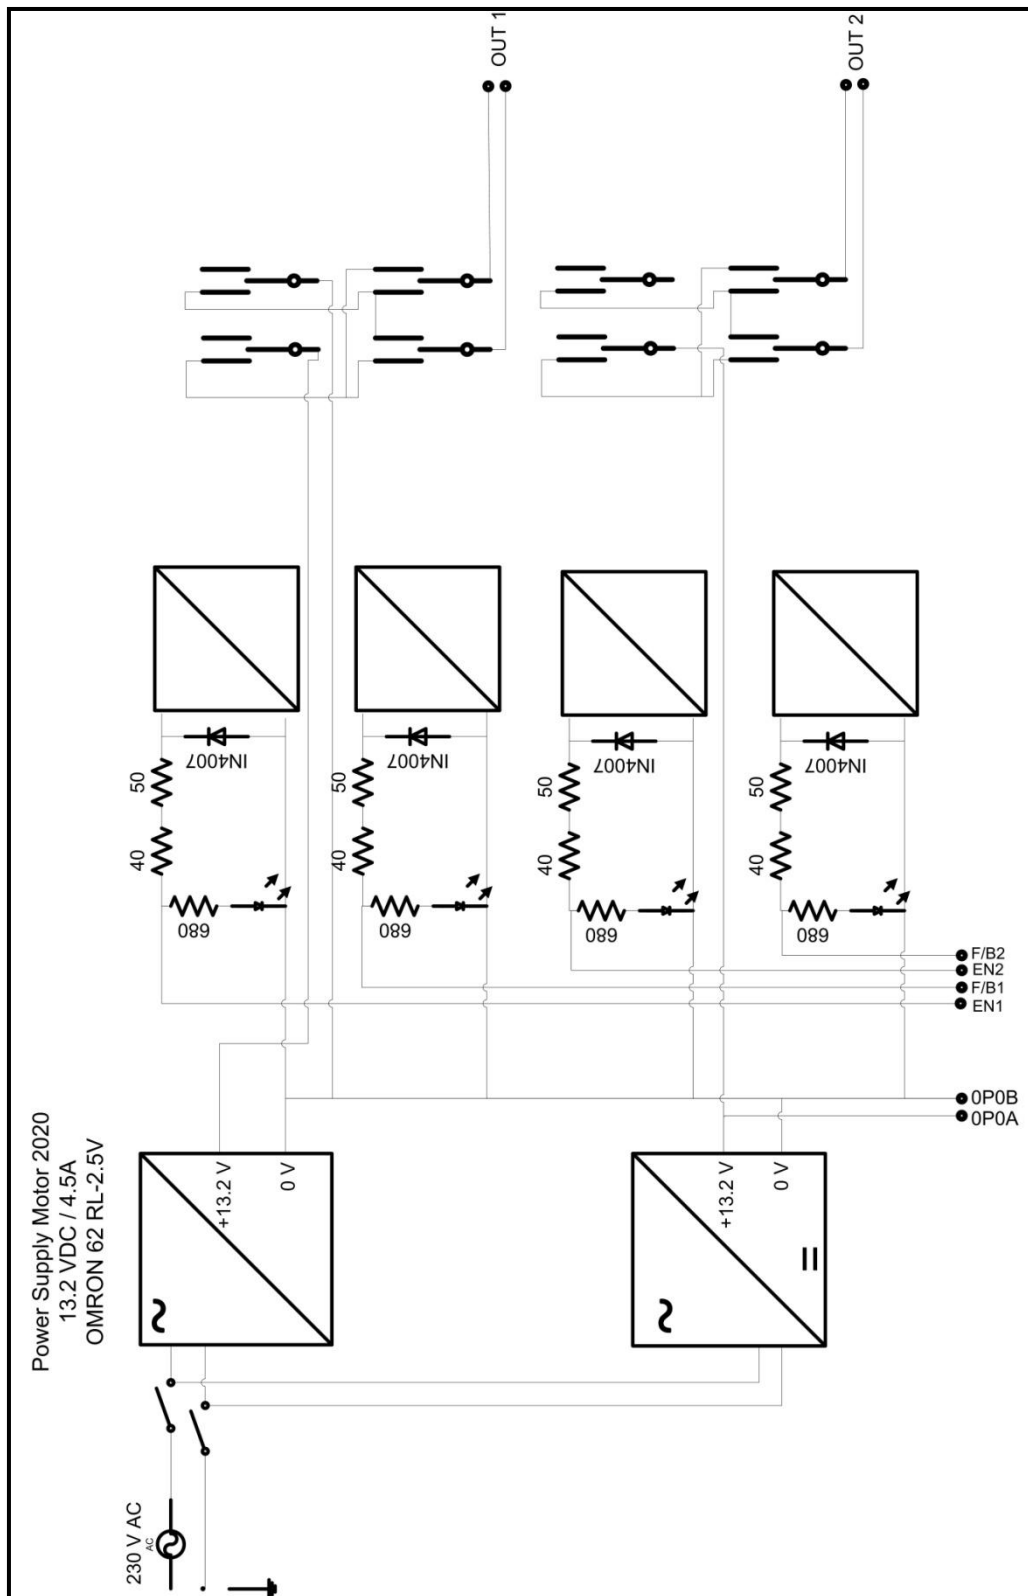 OUT 1
OUT 2
IN4007
50
40
680
IN4007
50
40
680
IN4007
50
40
680
IN4007
50
40
680
F/B2
EN2
F/B1
EN1
0P0B
0P0A
Power Supply Motor 2020
13.2 VDC / 4.5A
OMRON 62 RL-2.5V
+13.2 V
0 V
+13.2 V
0 V
230 V AC
AC